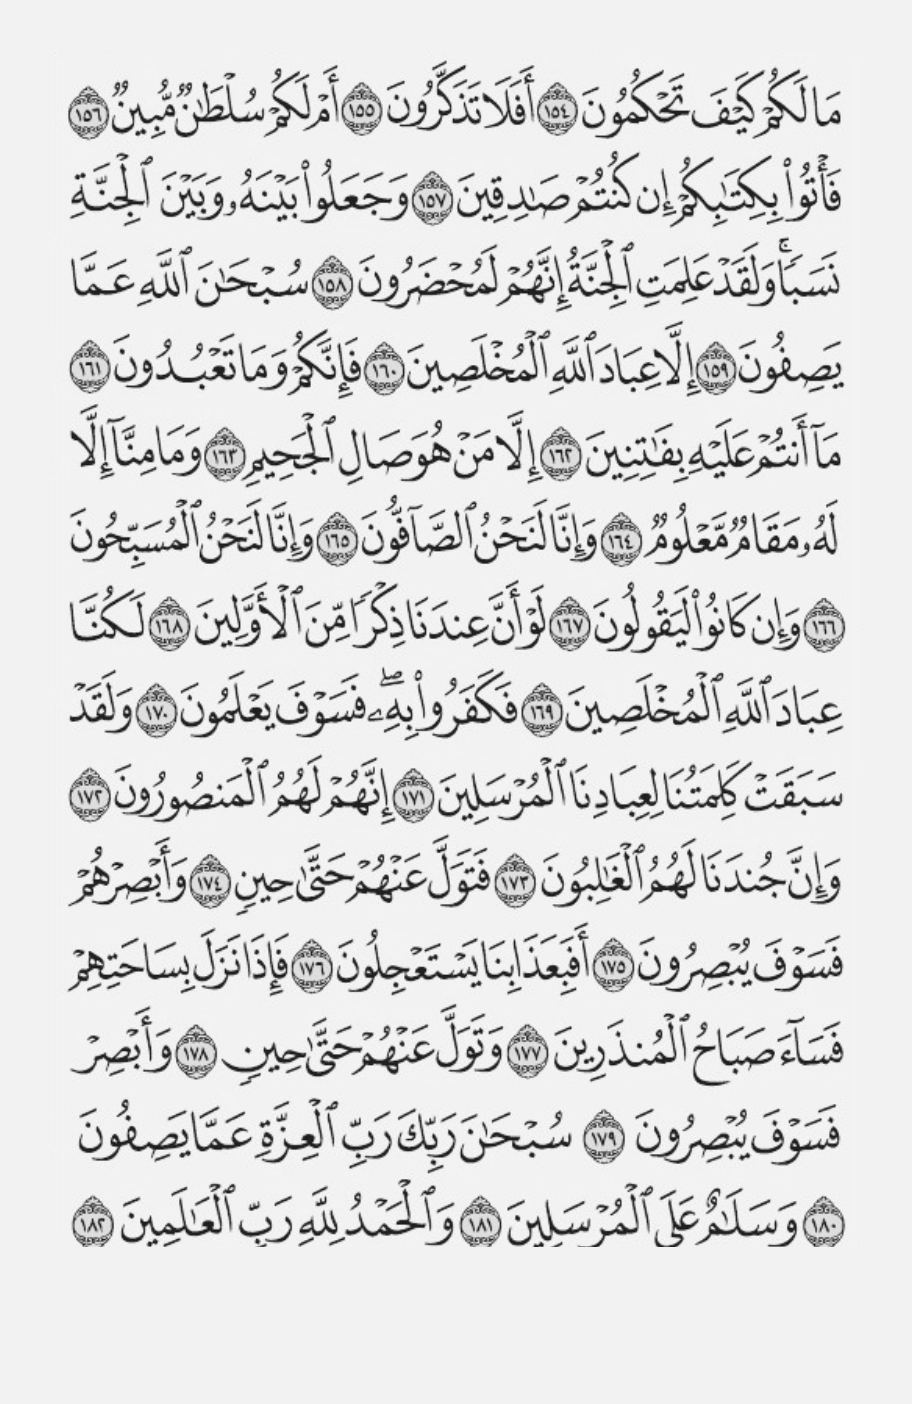 مَا لَكُمْ كَيْفَ تَحْكُمُونَ ١٥٤ أَفَلَا تَذَكَّرُونَ ١٥٥ أَمْ لَكُمْ سُلْطَٰنٌ مُّبِينٌ ١٥٦
فَأْتُوا۟ بِكِتَٰبِكُمْ إِن كُنتُمْ صَٰدِقِينَ ١٥٧ وَجَعَلُوا۟ بَيْنَهُۥ وَبَيْنَ ٱلْجِنَّةِ
نَسَبًا ۚ وَلَقَدْ عَلِمَتِ ٱلْجِنَّةُ إِنَّهُمْ لَمُحْضَرُونَ ١٥٨ سُبْحَٰنَ ٱللَّهِ عَمَّا
يَصِفُونَ ١٥٩ إِلَّا عِبَادَ ٱللَّهِ ٱلْمُخْلَصِينَ ١٦٠ فَإِنَّكُمْ وَمَا تَعْبُدُونَ ١٦١
مَآ أَنتُمْ عَلَيْهِ بِفَٰتِنِينَ ١٦٢ إِلَّا مَنْ هُوَ صَالِ ٱلْجَحِيمِ ١٦٣ وَمَا مِنَّآ إِلَّا
لَهُۥ مَقَامٌ مَّعْلُومٌ ١٦٤ وَإِنَّا لَنَحْنُ ٱلصَّآفُّونَ ١٦٥ وَإِنَّا لَنَحْنُ ٱلْمُسَبِّحُونَ
١٦٦ وَإِن كَانُوا۟ لَيَقُولُونَ ١٦٧ لَوْ أَنَّ عِندَنَا ذِكْرًا مِّنَ ٱلْأَوَّلِينَ ١٦٨ لَكُنَّا
عِبَادَ ٱللَّهِ ٱلْمُخْلَصِينَ ١٦٩ فَكَفَرُوا۟ بِهِۦ ۖ فَسَوْفَ يَعْلَمُونَ ١٧٠ وَلَقَدْ
سَبَقَتْ كَلِمَتُنَا لِعِبَادِنَا ٱلْمُرْسَلِينَ ١٧١ إِنَّهُمْ لَهُمُ ٱلْمَنصُورُونَ ١٧٢
وَإِنَّ جُندَنَا لَهُمُ ٱلْغَٰلِبُونَ ١٧٣ فَتَوَلَّ عَنْهُمْ حَتَّىٰ حِينٍ ١٧٤ وَأَبْصِرْهُمْ
فَسَوْفَ يُبْصِرُونَ ١٧٥ أَفَبِعَذَابِنَا يَسْتَعْجِلُونَ ١٧٦ فَإِذَا نَزَلَ بِسَاحَتِهِمْ
فَسَآءَ صَبَاحُ ٱلْمُنذَرِينَ ١٧٧ وَتَوَلَّ عَنْهُمْ حَتَّىٰ حِينٍ ١٧٨ وَأَبْصِرْ
فَسَوْفَ يُبْصِرُونَ ١٧٩ سُبْحَٰنَ رَبِّكَ رَبِّ ٱلْعِزَّةِ عَمَّا يَصِفُونَ
١٨٠ وَسَلَٰمٌ عَلَى ٱلْمُرْسَلِينَ ١٨١ وَٱلْحَمْدُ لِلَّهِ رَبِّ ٱلْعَٰلَمِينَ ١٨٢